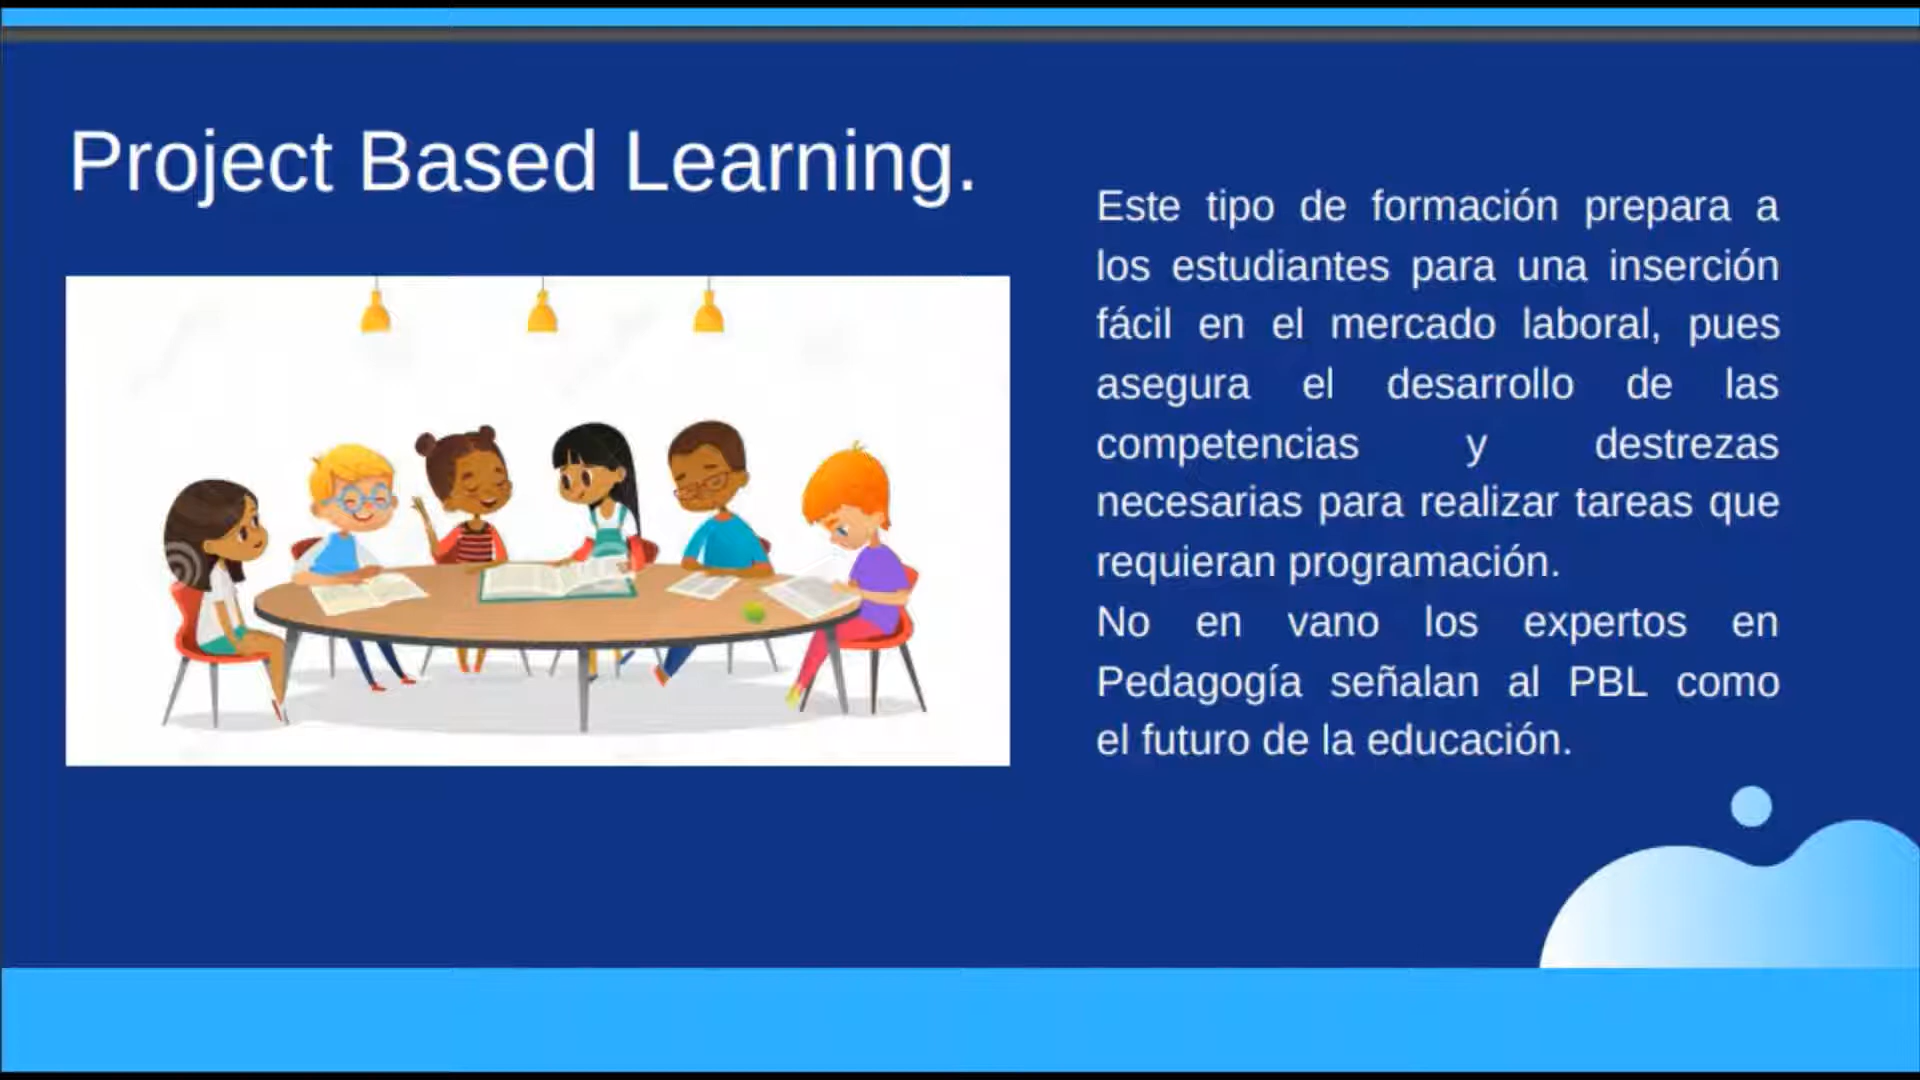 Project Based Learning.
Este tipo de formación prepara a
los estudiantes para una inserción
fácil en el mercado laboral, pues
asegura el desarrollo de las
competencias y destrezas
necesarias para realizar tareas que
requieran programación.
No en vano los expertos en
Pedagogía señalan al PBL como
el futuro de la educación.